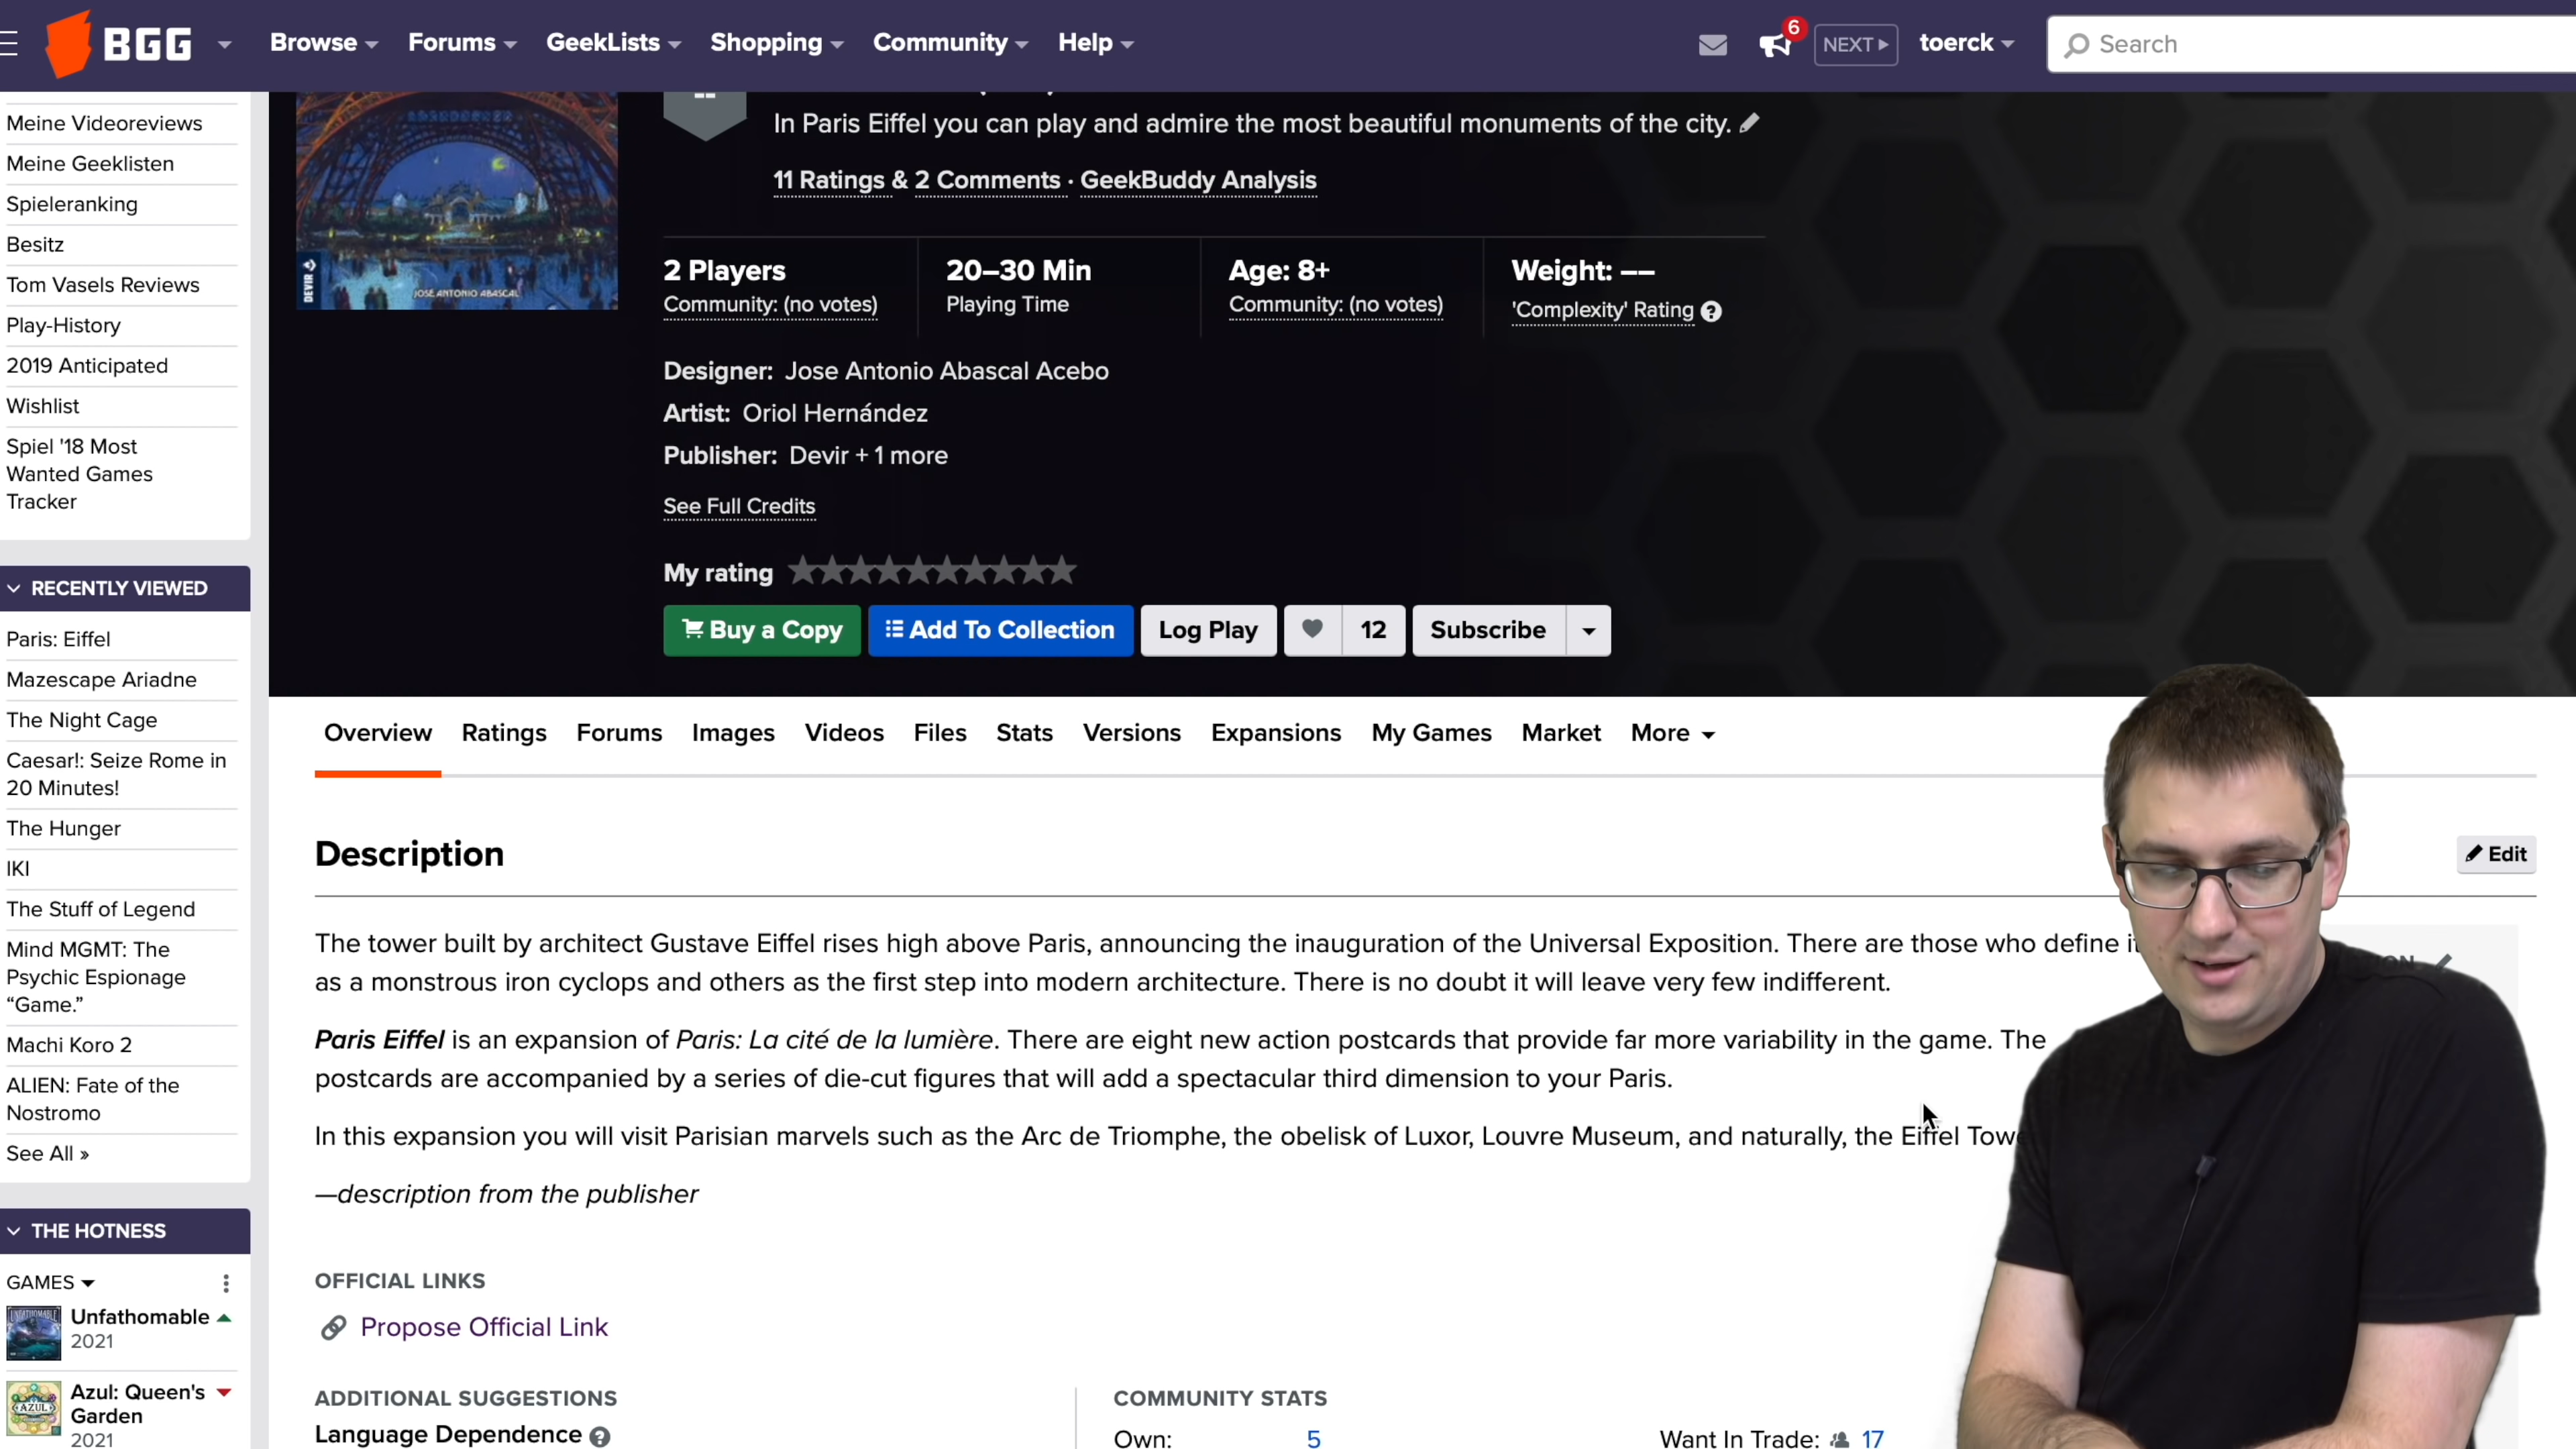 BGG
Browse
Forums
GeekLists
Shopping
Community
Help
6
NEXT
toerck
Search
Meine Videoreviews
Meine Geeklisten
Spieleranking
Besitz
Tom Vasels Reviews
Play-History
2019 Anticipated
Wishlist
Spiel '18 Most
Wanted Games
Tracker
RECENTLY VIEWED
Paris: Eiffel
Mazescape Ariadne
The Night Cage
Caesar!: Seize Rome in
20 Minutes!
The Hunger
IKI
The Stuff of Legend
Mind MGMT: The
Psychic Espionage
“Game.”
Machi Koro 2
ALIEN: Fate of the
Nostromo
See All »
THE HOTNESS
GAMES
Unfathomable
2021
Azul: Queen's
Garden
2021
DEVIR
JOSÉ ANTONIO ABASCAL
--
In Paris Eiffel you can play and admire the most beautiful monuments of the city.
11 Ratings & 2 Comments · GeekBuddy Analysis
2 Players
Community: (no votes)
20–30 Min
Playing Time
Age: 8+
Community: (no votes)
Weight: ––
'Complexity' Rating ?
Designer: Jose Antonio Abascal Acebo
Artist: Oriol Hernández
Publisher: Devir + 1 more
See Full Credits
My rating
Buy a Copy
Add To Collection
Log Play
12
Subscribe
Overview
Ratings
Forums
Images
Videos
Files
Stats
Versions
Expansions
My Games
Market
More
Description
Edit
The tower built by architect Gustave Eiffel rises high above Paris, announcing the inauguration of the Universal Exposition. There are those who define
as a monstrous iron cyclops and others as the first step into modern architecture. There is no doubt it will leave very few indifferent.
Paris Eiffel is an expansion of Paris: La cité de la lumière. There are eight new action postcards that provide far more variability in the game. The
postcards are accompanied by a series of die-cut figures that will add a spectacular third dimension to your Paris.
In this expansion you will visit Parisian marvels such as the Arc de Triomphe, the obelisk of Luxor, Louvre Museum, and naturally, the Eiffel Towe
—description from the publisher
OFFICIAL LINKS
Propose Official Link
ADDITIONAL SUGGESTIONS
Language Dependence ?
COMMUNITY STATS
Own: 5
Want In Trade: 17